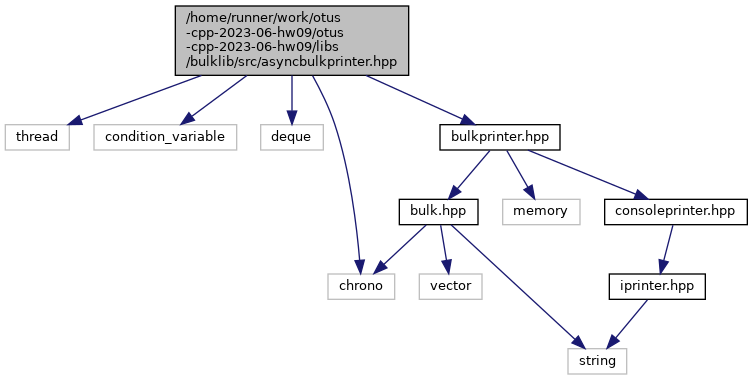 /home/runner/work/otus
-cpp-2023-06-hw09/otus
-cpp-2023-06-hw09/libs
/bulklib/src/asyncbulkprinter.hpp
thread
condition_variable
deque
bulkprinter.hpp
bulk.hpp
memory
consoleprinter.hpp
chrono
vector
iprinter.hpp
string